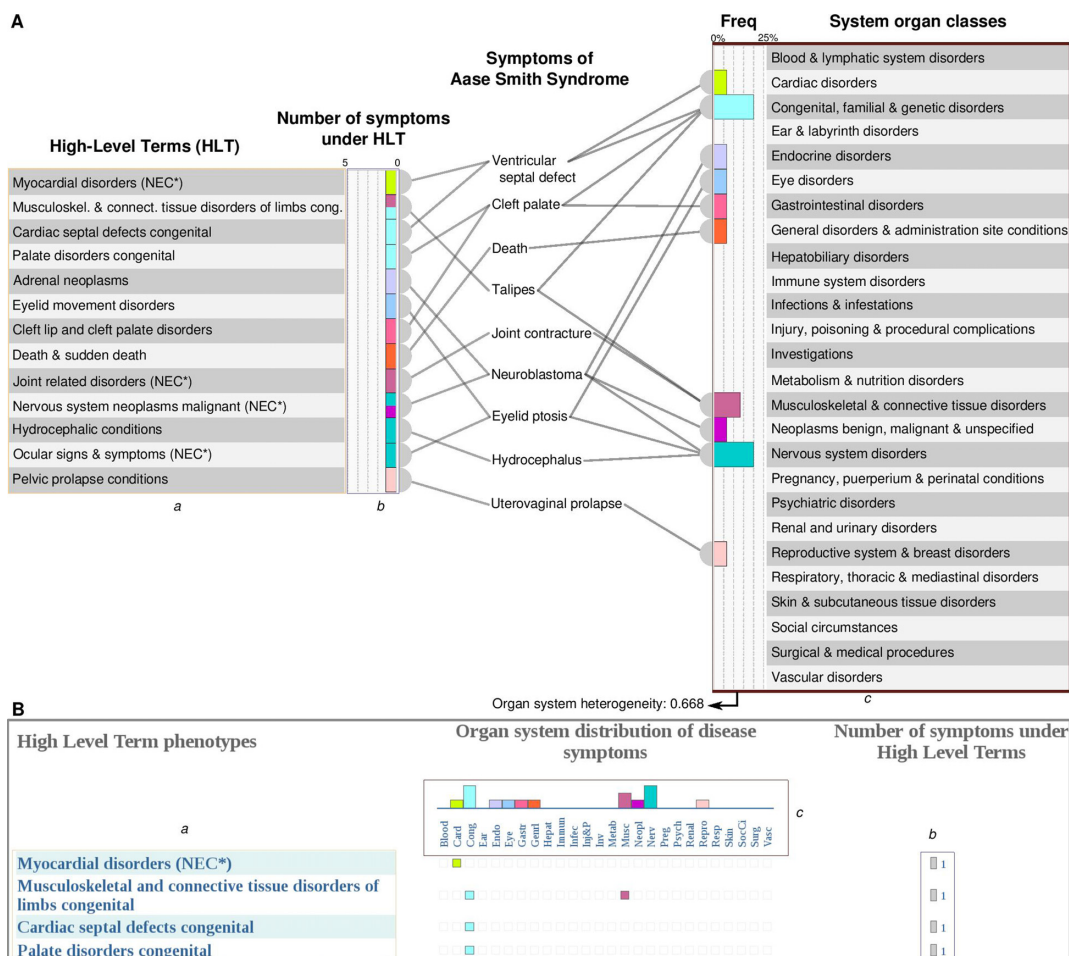 A
Freq
System organ classes
0%
25%
Symptoms of
Aase Smith Syndrome
Number of symptoms
under HLT
High-Level Terms (HLT)
5
0
Myocardial disorders (NEC*)
Musculoskel. & connect. tissue disorders of limbs cong.
Cardiac septal defects congenital
Palate disorders congenital
Adrenal neoplasms
Eyelid movement disorders
Cleft lip and cleft palate disorders
Death & sudden death
Joint related disorders (NEC*)
Nervous system neoplasms malignant (NEC*)
Hydrocephalic conditions
Ocular signs & symptoms (NEC*)
Pelvic prolapse conditions
a
b
Ventricular
septal defect
Cleft palate
Death
Talipes
Joint contracture
Neuroblastoma
Eyelid ptosis
Hydrocephalus
Uterovaginal prolapse
Blood & lymphatic system disorders
Cardiac disorders
Congenital, familial & genetic disorders
Ear & labyrinth disorders
Endocrine disorders
Eye disorders
Gastrointestinal disorders
General disorders & administration site conditions
Hepatobiliary disorders
Immune system disorders
Infections & infestations
Injury, poisoning & procedural complications
Investigations
Metabolism & nutrition disorders
Musculoskeletal & connective tissue disorders
Neoplasms benign, malignant & unspecified
Nervous system disorders
Pregnancy, puerperium & perinatal conditions
Psychiatric disorders
Renal and urinary disorders
Reproductive system & breast disorders
Respiratory, thoracic & mediastinal disorders
Skin & subcutaneous tissue disorders
Social circumstances
Surgical & medical procedures
Vascular disorders
c
Organ system heterogeneity: 0.668
B
High Level Term phenotypes
Organ system distribution of disease
symptoms
Number of symptoms under
High Level Terms
a
c
b
Blood
Card
Cong
Ear
Endo
Eye
Gastr
Genrl
Hepat
Immun
Infec
Inj&P
Inv
Metab
Musc
Neopl
Nerv
Preg
Psych
Renal
Repro
Resp
Skin
SocCi
Surg
Vasc
Myocardial disorders (NEC*)
1
Musculoskeletal and connective tissue disorders of
limbs congenital
1
Cardiac septal defects congenital
1
Palate disorders congenital
1